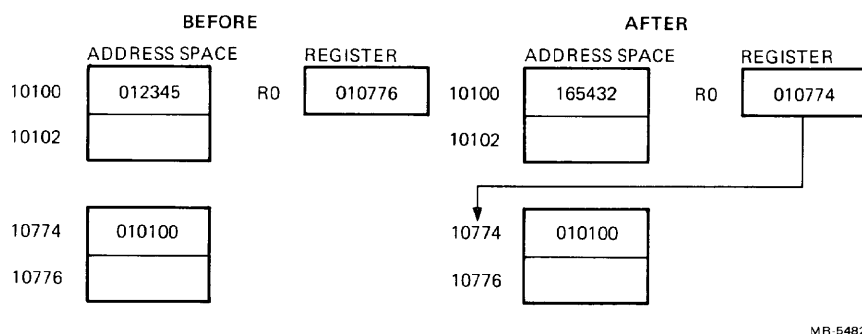 BEFORE AFTER
ADDRESS SPACE REGISTER ADDRESS SPACE REGISTER
10100 012345 R0 010776 10100 165432 R0 010774
10102 10102
10774 010100 10774 010100
10776 10776
MR-5482